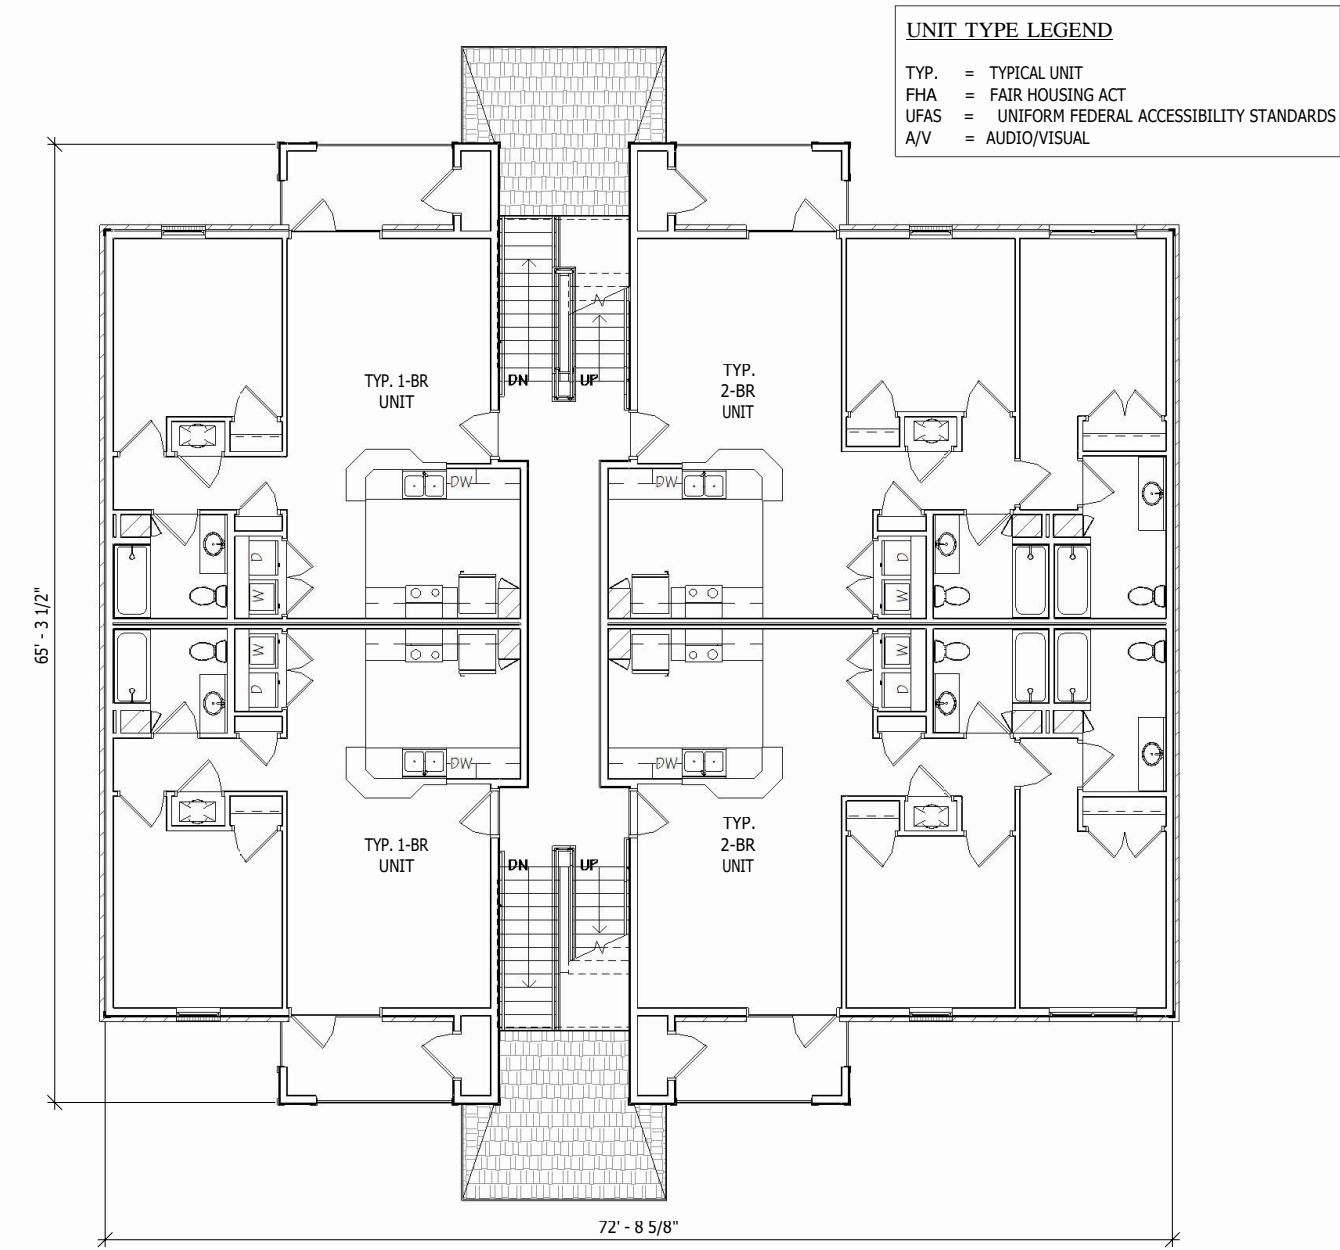 UNIT TYPE LEGEND
TYP. = TYPICAL UNIT
FHA = FAIR HOUSING ACT
UFAS = UNIFORM FEDERAL ACCESSIBILITY STANDARDS
A/V = AUDIO/VISUAL
TYP. 1-BR
UNIT
DN
UP
TYP.
2-BR
UNIT
DW
DW
D
W
D
W
65' - 3 1/2"
W
D
W
D
DW
DW
TYP. 1-BR
UNIT
DN
UP
TYP.
2-BR
UNIT
72' - 8 5/8"